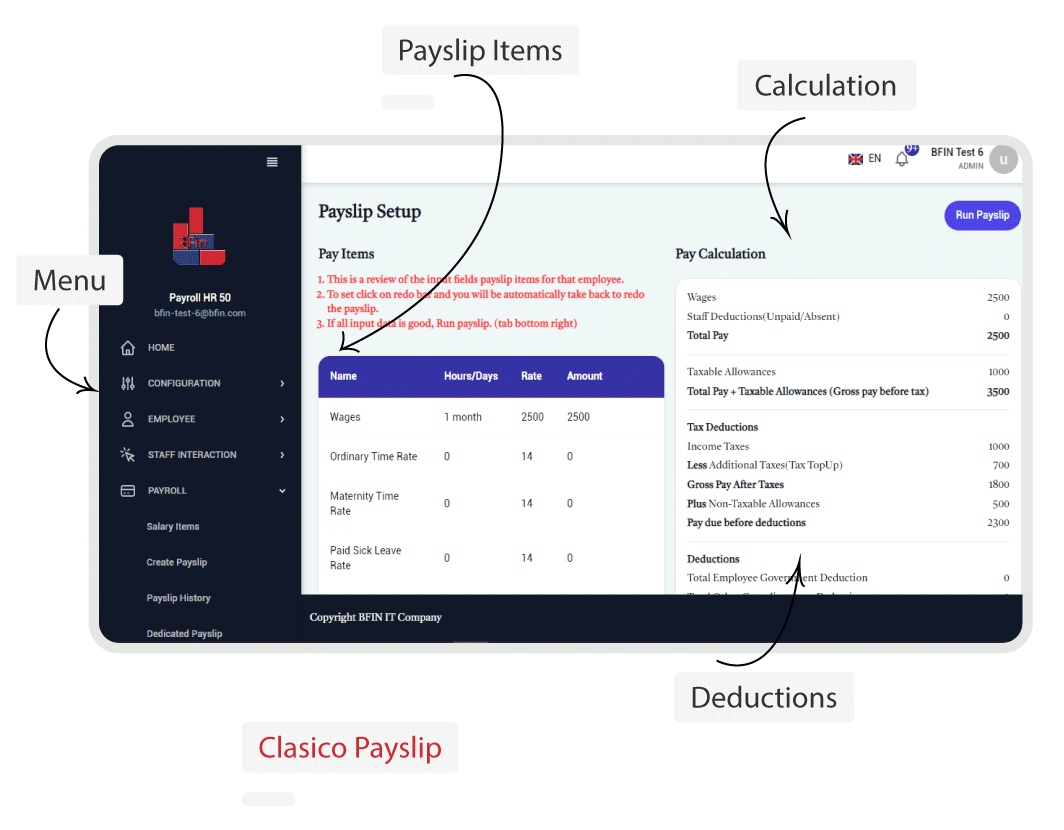 Payslip Items
Calculation
EN
9+
BFIN Test 6
ADMIN
u
Menu
BFin
Payroll HR 50
bfin-test-6@bfin.com
HOME
CONFIGURATION
EMPLOYEE
STAFF INTERACTION
PAYROLL
Salary Items
Create Payslip
Payslip History
Dedicated Payslip
Payslip Setup
Run Payslip
Pay Items
1. This is a review of the input fields payslip items for that employee.
2. To set click on redo bar and you will be automatically take back to redo
the payslip.
3. If all input data is good, Run payslip. (tab bottom right)
Name Hours/Days Rate Amount
Wages 1 month 2500 2500
Ordinary Time Rate 0 14 0
Maternity Time
Rate 0 14 0
Paid Sick Leave
Rate 0 14 0
Pay Calculation
Wages 2500
Staff Deductions(Unpaid/Absent) 0
Total Pay 2500
Taxable Allowances 1000
Total Pay + Taxable Allowances (Gross pay before tax) 3500
Tax Deductions
Income Taxes 1000
Less Additional Taxes(Tax TopUp) 700
Gross Pay After Taxes 1800
Plus Non-Taxable Allowances 500
Pay due before deductions 2300
Deductions
Total Employee Government Deduction 0
Copyright BFIN IT Company
Deductions
Clasico Payslip